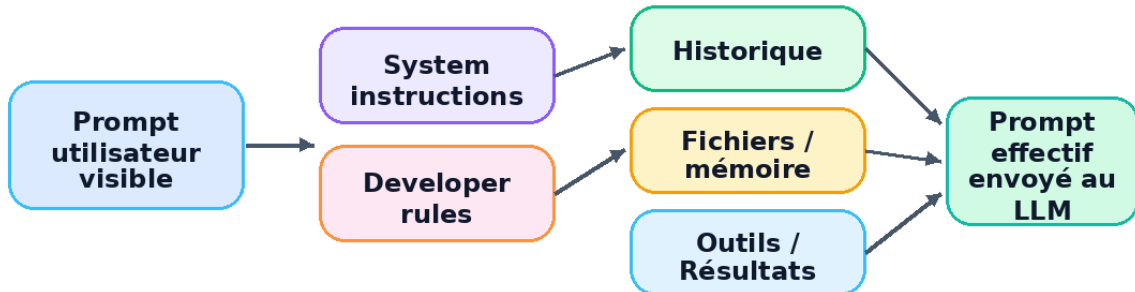 Prompt
utilisateur
visible
System
instructions
Developer
rules
Historique
Fichiers /
mémoire
Outils /
Résultats
Prompt
effectif
envoyé au
LLM